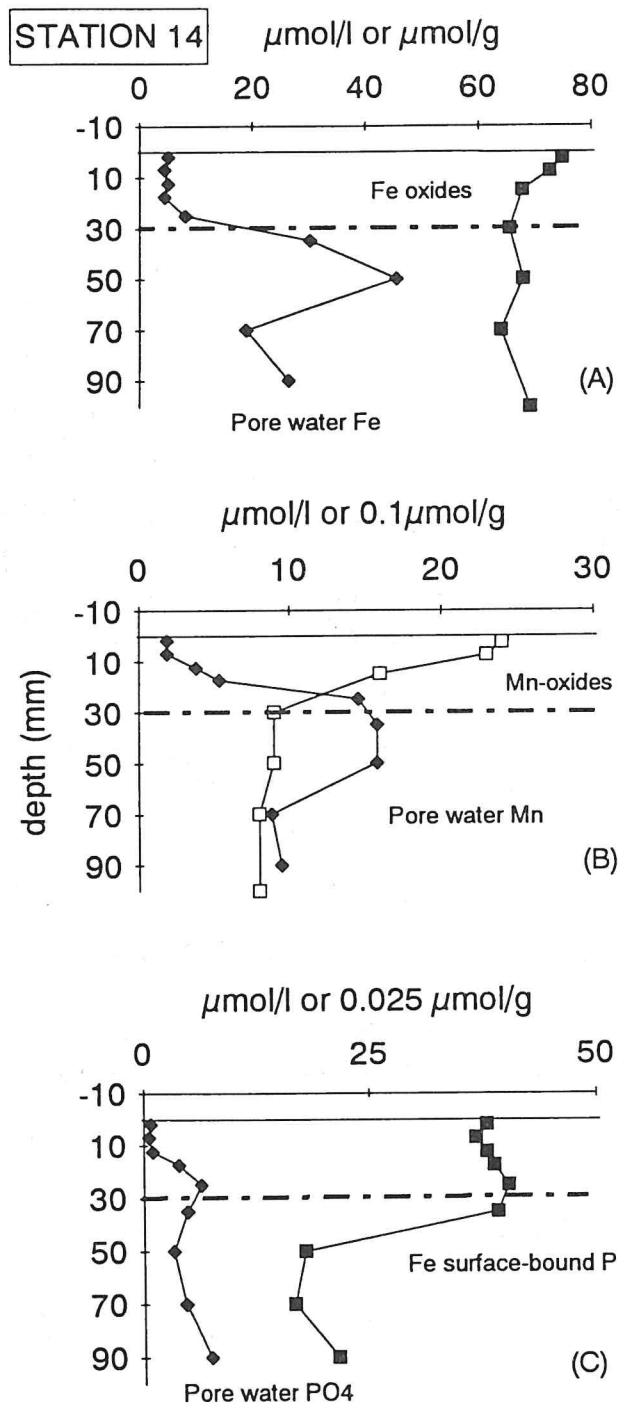 STATION 14
μmol/l or μmol/g
0 20 40 60 80
-10
10
30
50
70
90
Fe oxides
(A)
Pore water Fe
μmol/l or 0.1μmol/g
0 10 20 30
-10
10
30
50
70
90
depth (mm)
Mn-oxides
Pore water Mn
(B)
μmol/l or 0.025 μmol/g
0 25 50
-10
10
30
50
70
90
Fe surface-bound P
(C)
Pore water PO4